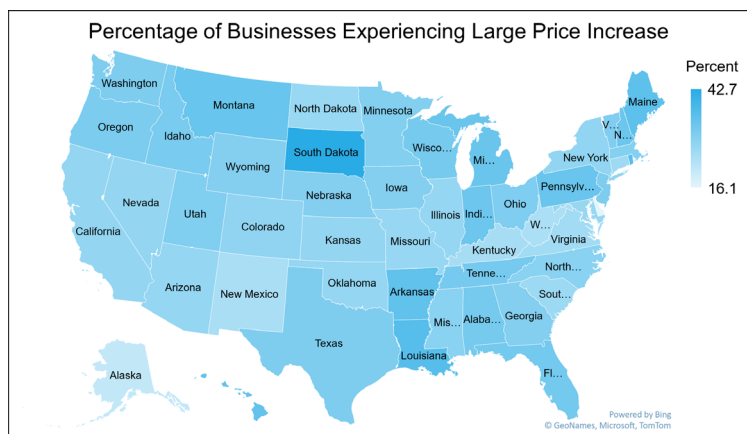 Percentage of Businesses Experiencing Large Price Increase
Percent
42.7
16.1
Washington
Montana
North Dakota
Minnesota
Maine
V...
N...
Oregon
Idaho
South Dakota
Wisco...
Mi...
New York
Wyoming
Nebraska
Iowa
Pennsylv...
Nevada
Utah
Colorado
Illinois
Indi...
Ohio
W...
California
Kansas
Missouri
Kentucky
Virginia
Arizona
New Mexico
Oklahoma
Arkansas
Tenne...
North...
Sout...
Texas
Louisiana
Mis...
Alaba...
Georgia
Alaska
Fl...
Powered by Bing
© GeoNames, Microsoft, TomTom